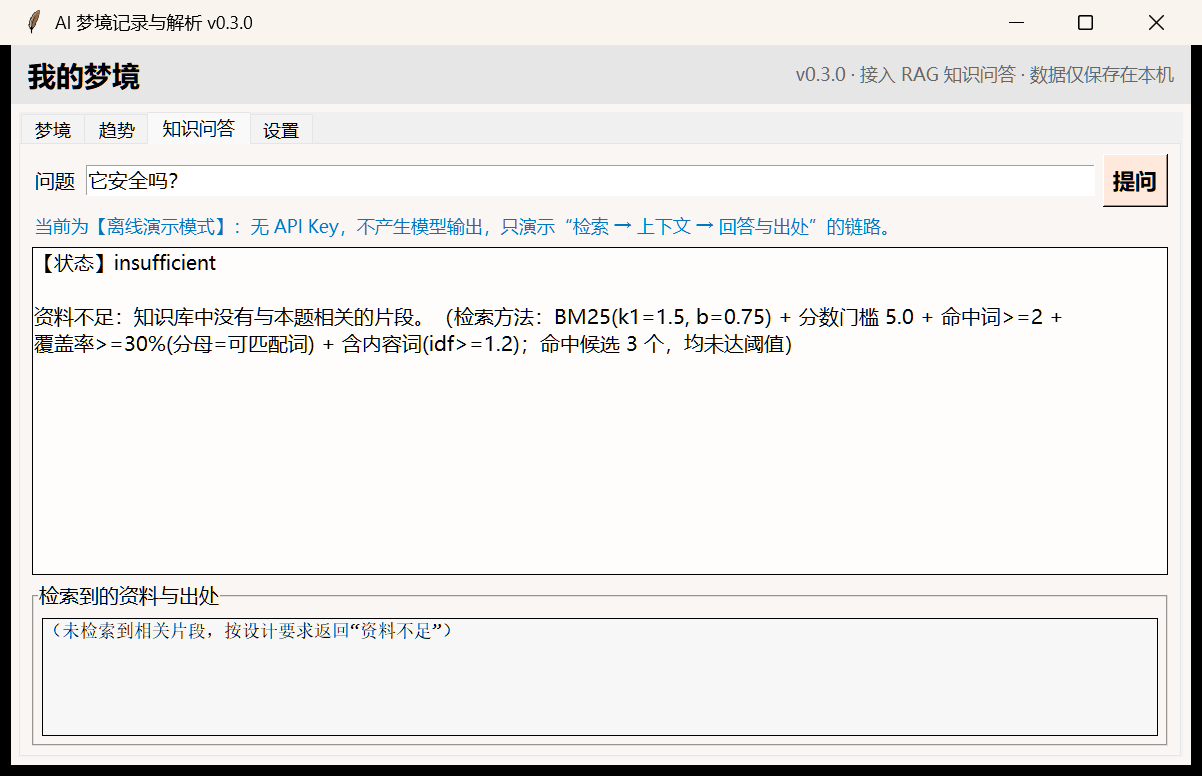 AI 梦境记录与解析 v0.3.0
我的梦境
v0.3.0 · 接入 RAG 知识问答 · 数据仅保存在本机
梦境 趋势 知识问答 设置
问题 它安全吗？ 提问
当前为【离线演示模式】：无 API Key，不产生模型输出，只演示“检索 → 上下文 → 回答与出处”的链路。
【状态】insufficient
资料不足：知识库中没有与本题相关的片段。（检索方法：BM25(k1=1.5, b=0.75) + 分数门槛 5.0 + 命中词>=2 +
覆盖率>=30%(分母=可匹配词) + 含内容词(idf>=1.2)；命中候选 3 个，均未达阈值）
检索到的资料与出处
（未检索到相关片段，按设计要求返回“资料不足”）